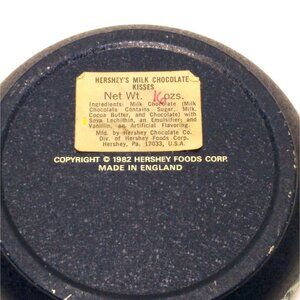 HERSHEY'S MILK CHOCOLATE
KISSES
Net Wt. 16 ozs.
Ingredients: Milk Chocolate (Milk
Chocolate Contains Sugar, Milk,
Cocoa Butter, and Chocolate) with
Soya Lechithin, an Emulsifier; and
Vanillin, an Artificial Flavoring.
Mfg. by Hershey Chocolate Co.
Div. of Hershey Foods Corp.
Hershey, Pa. 17033, U.S.A.
COPYRIGHT © 1982 HERSHEY FOODS CORP.
MADE IN ENGLAND